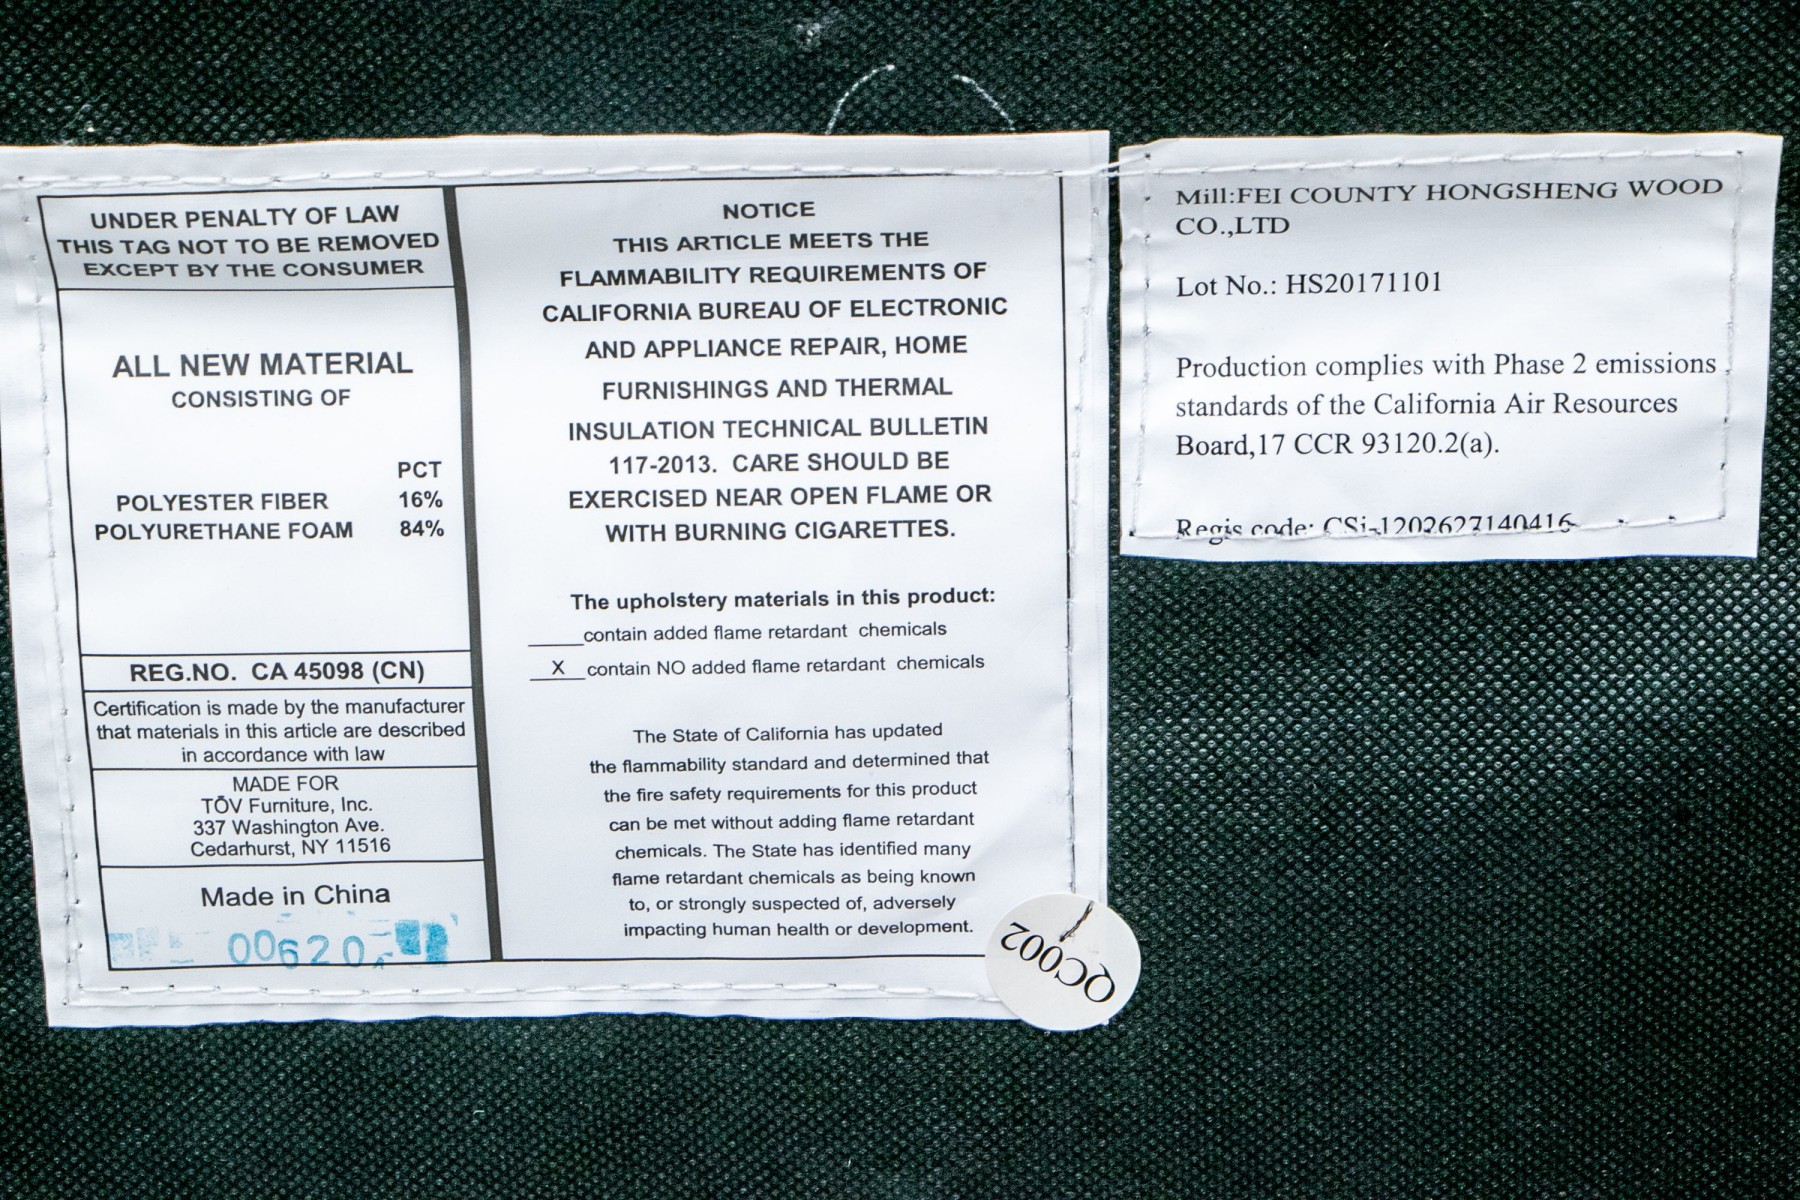 UNDER PENALTY OF LAW
THIS TAG NOT TO BE REMOVED
EXCEPT BY THE CONSUMER
ALL NEW MATERIAL
CONSISTING OF
PCT
POLYESTER FIBER 16%
POLYURETHANE FOAM 84%
REG.NO. CA 45098 (CN)
Certification is made by the manufacturer
that materials in this article are described
in accordance with law
MADE FOR
TŌV Furniture, Inc.
337 Washington Ave.
Cedarhurst, NY 11516
Made in China
00620
NOTICE
THIS ARTICLE MEETS THE
FLAMMABILITY REQUIREMENTS OF
CALIFORNIA BUREAU OF ELECTRONIC
AND APPLIANCE REPAIR, HOME
FURNISHINGS AND THERMAL
INSULATION TECHNICAL BULLETIN
117-2013. CARE SHOULD BE
EXERCISED NEAR OPEN FLAME OR
WITH BURNING CIGARETTES.
The upholstery materials in this product:
_____contain added flame retardant chemicals
__X__contain NO added flame retardant chemicals
The State of California has updated
the flammability standard and determined that
the fire safety requirements for this product
can be met without adding flame retardant
chemicals. The State has identified many
flame retardant chemicals as being known
to, or strongly suspected of, adversely
impacting human health or development.
QC002
Mill:FEI COUNTY HONGSHENG WOOD
CO.,LTD
Lot No.: HS20171101
Production complies with Phase 2 emissions
standards of the California Air Resources
Board,17 CCR 93120.2(a).
Regis code: CSi-1202627140416